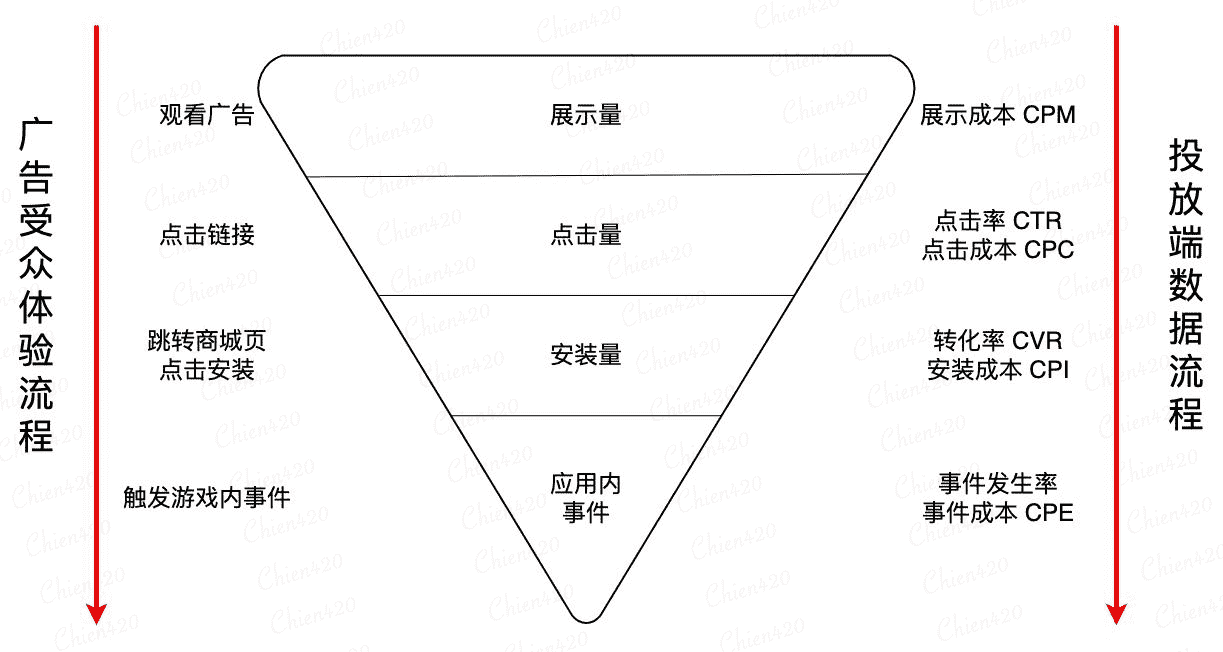 广告受众体验流程
观看广告
展示量
展示成本 CPM
点击链接
点击量
点击率 CTR
点击成本 CPC
跳转商城页
点击安装
安装量
转化率 CVR
安装成本 CPI
触发游戏内事件
应用内
事件
事件发生率
事件成本 CPE
投放端数据流程
Chien420